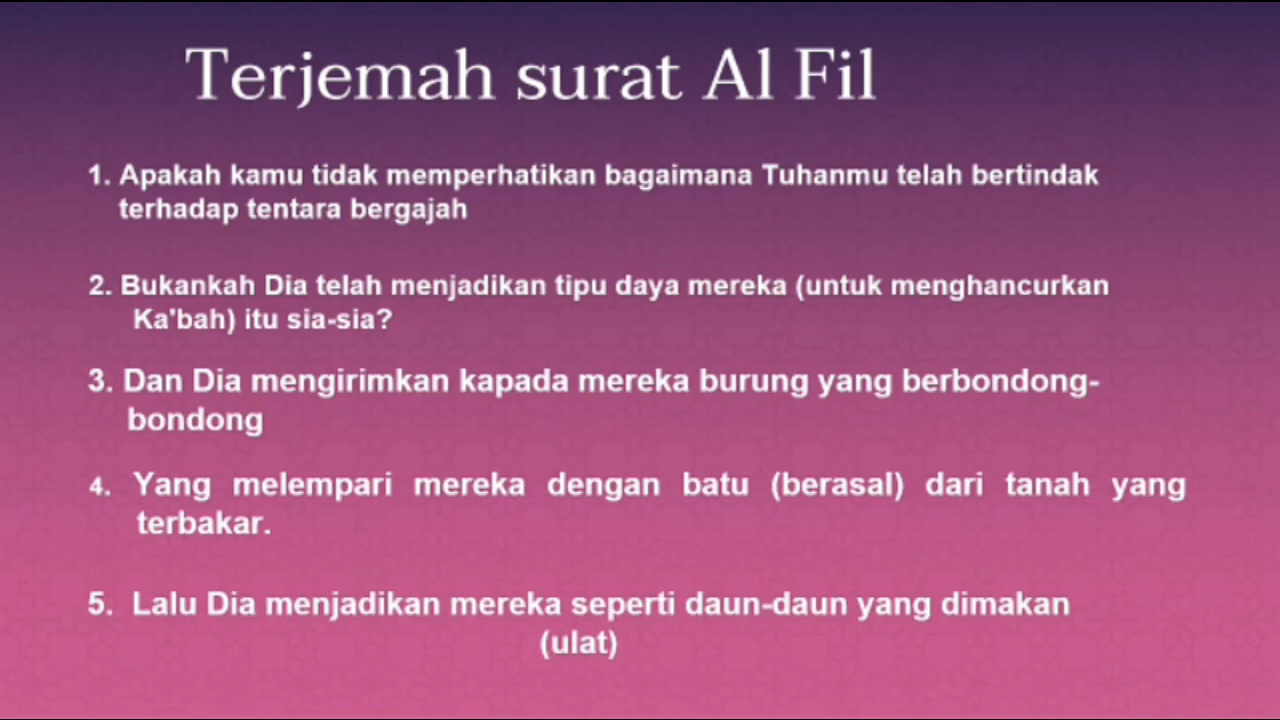 Terjemah surat Al Fil
1. Apakah kamu tidak memperhatikan bagaimana Tuhanmu telah bertindak
terhadap tentara bergajah
2. Bukankah Dia telah menjadikan tipu daya mereka (untuk menghancurkan
Ka'bah) itu sia-sia?
3. Dan Dia mengirimkan kapada mereka burung yang berbondong-
bondong
4. Yang melempari mereka dengan batu (berasal) dari tanah yang
terbakar.
5. Lalu Dia menjadikan mereka seperti daun-daun yang dimakan
(ulat)